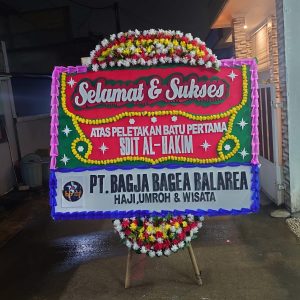 Selamat & Sukses
ATAS PELETAKAN BATU PERTAMA
SDIT AL-HAKIM
PT. BAGJA BAGEA BALAREA
HAJI, UMROH & WISATA